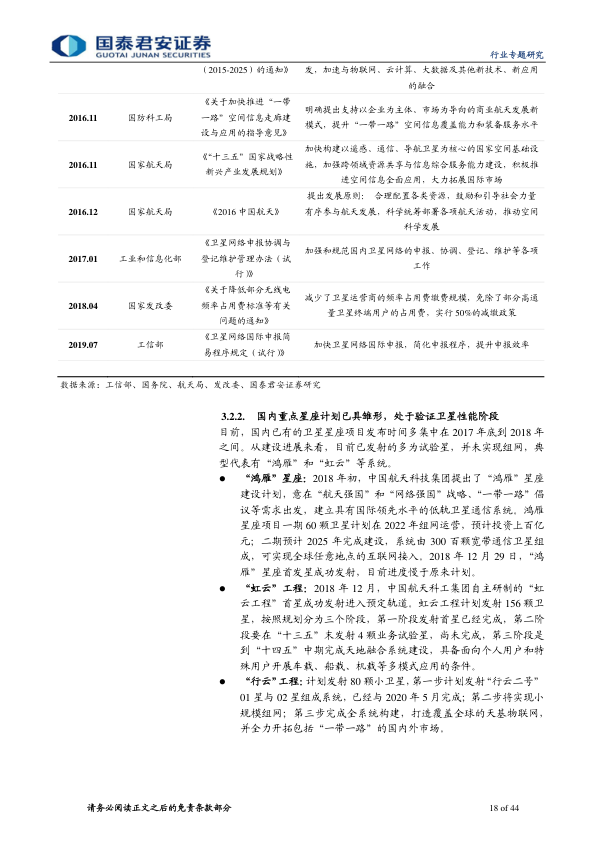 国泰君安证券
GUOTAI JUNAN SECURITIES
行业专题研究
（2015-2025）的通知》
发，加速与物联网、云计算、大数据及其他新技术、新应用
的融合
2016.11
国防科工局
《关于加快推进“一带
一路”空间信息走廊建
设与应用的指导意见》
明确提出支持以企业为主体、市场为导向的商业航天发展新
模式，提升“一带一路”空间信息覆盖能力和装备服务水平
2016.11
国家航天局
《“十三五”国家战略性
新兴产业发展规划》
加快构建以遥感、通信、导航卫星为核心的国家空间基础设
施，加强跨领域资源共享与信息综合服务能力建设，积极推
进空间信息全面应用，大力拓展国际市场
2016.12
国家航天局
《2016 中国航天》
提出发展原则： 合理配置各类资源，鼓励和引导社会力量
有序参与航天发展，科学统筹部署各项航天活动，推动空间
科学发展
2017.01
工业和信息化部
《卫星网络申报协调与
登记维护管理办法（试
行）》
加强和规范国内卫星网络的申报、协调、登记、维护等各项
工作
2018.04
国家发改委
《关于降低部分无线电
频率占用费标准等有关
问题的通知》
减少了卫星运营商的频率占用费缴费规模，免除了部分高通
量卫星终端用户的占用费，实行 50%的减缴政策
2019.07
工信部
《卫星网络国际申报简
易程序规定（试行）》
加快卫星网络国际申报，简化申报程序，提升申报效率
数据来源：工信部、国务院、航天局、发改委、国泰君安证券研究
3.2.2. 国内重点星座计划已具雏形，处于验证卫星性能阶段
目前，国内已有的卫星星座项目发布时间多集中在 2017 年底到 2018 年
之间。从建设进展来看，目前已发射的多为试验星，并未实现组网，典
型代表有“鸿雁”和“虹云”等系统。
● “鸿雁”星座：2018 年初，中国航天科技集团提出了“鸿雁”星座
建设计划，意在“航天强国”和“网络强国”战略、“一带一路”倡
议等需求出发，建立具有国际领先水平的低轨卫星通信系统。鸿雁
星座项目一期 60 颗卫星计划在 2022 年组网运营，预计投资上百亿
元；二期预计 2025 年完成建设，系统由 300 百颗宽带通信卫星组
成，可实现全球任意地点的互联网接入。2018 年 12 月 29 日，“鸿
雁”星座首发星成功发射，目前进度慢于原来计划。
● “虹云”工程：2018 年 12 月，中国航天科工集团自主研制的“虹
云工程”首星成功发射进入预定轨道。虹云工程计划发射 156 颗卫
星，按照规划分为三个阶段，第一阶段发射首星已经完成，第二阶
段要在“十三五”末发射 4 颗业务试验星，尚未完成，第三阶段是
到“十四五”中期完成天地融合系统建设，具备面向个人用户和特
殊用户开展车载、船载、机载等多模式应用的条件。
● “行云”工程：计划发射 80 颗小卫星，第一步计划发射“行云二号”
01 星与 02 星组成系统，已经与 2020 年 5 月完成；第二步将实现小
规模组网；第三步完成全系统构建，打造覆盖全球的天基物联网，
并全力开拓包括“一带一路”的国内外市场。
请务必阅读正文之后的免责条款部分
18 of 44